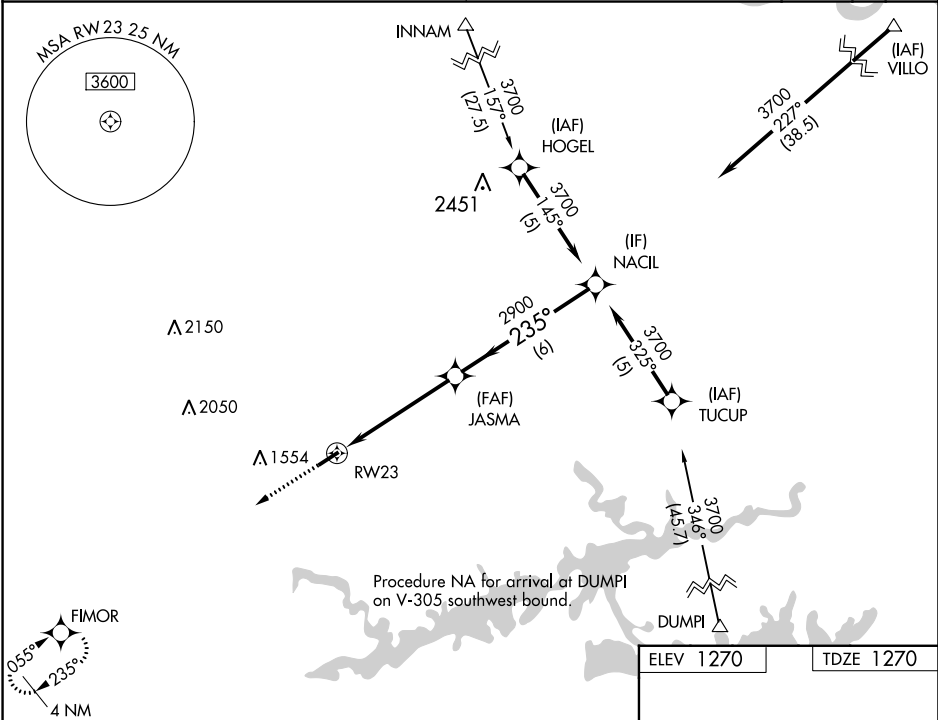 MSA RW23 25 NM
3600
INNAM
3700
157°
(27.5)
(IAF)
VILLO
3700
227°
(38.5)
(IAF)
HOGEL
2451
3700
145°
(5)
(IF)
NACIL
2900
235°
(6)
2150
3700
325°
(5)
(FAF)
JASMA
(IAF)
TUCUP
2050
1554
RW23
3700
346°
(45.7)
Procedure NA for arrival at DUMPI
on V-305 southwest bound.
DUMPI
FIMOR
055°
235°
4 NM
ELEV 1270
TDZE 1270